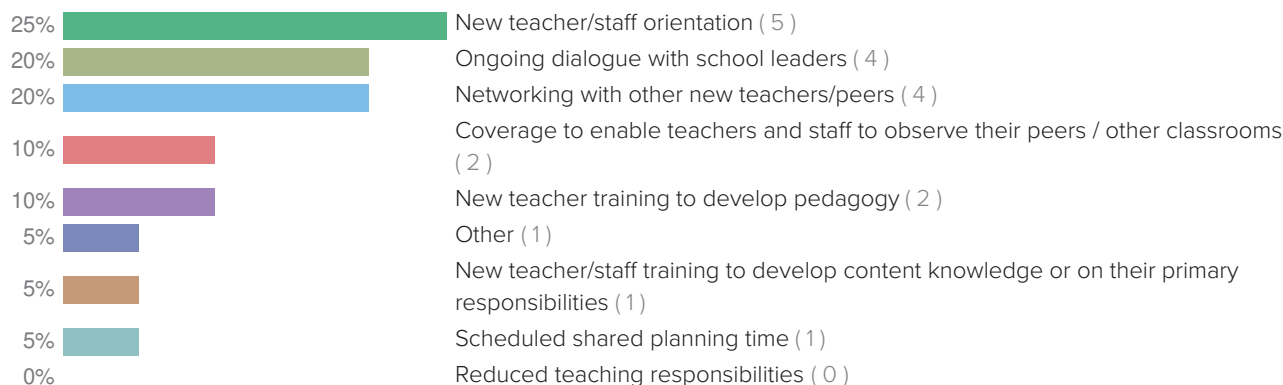 25% New teacher/staff orientation ( 5 )
20% Ongoing dialogue with school leaders ( 4 )
20% Networking with other new teachers/peers ( 4 )
10% Coverage to enable teachers and staff to observe their peers / other classrooms
( 2 )
10% New teacher training to develop pedagogy ( 2 )
5% Other ( 1 )
5% New teacher/staff training to develop content knowledge or on their primary
responsibilities ( 1 )
5% Scheduled shared planning time ( 1 )
0% Reduced teaching responsibilities ( 0 )